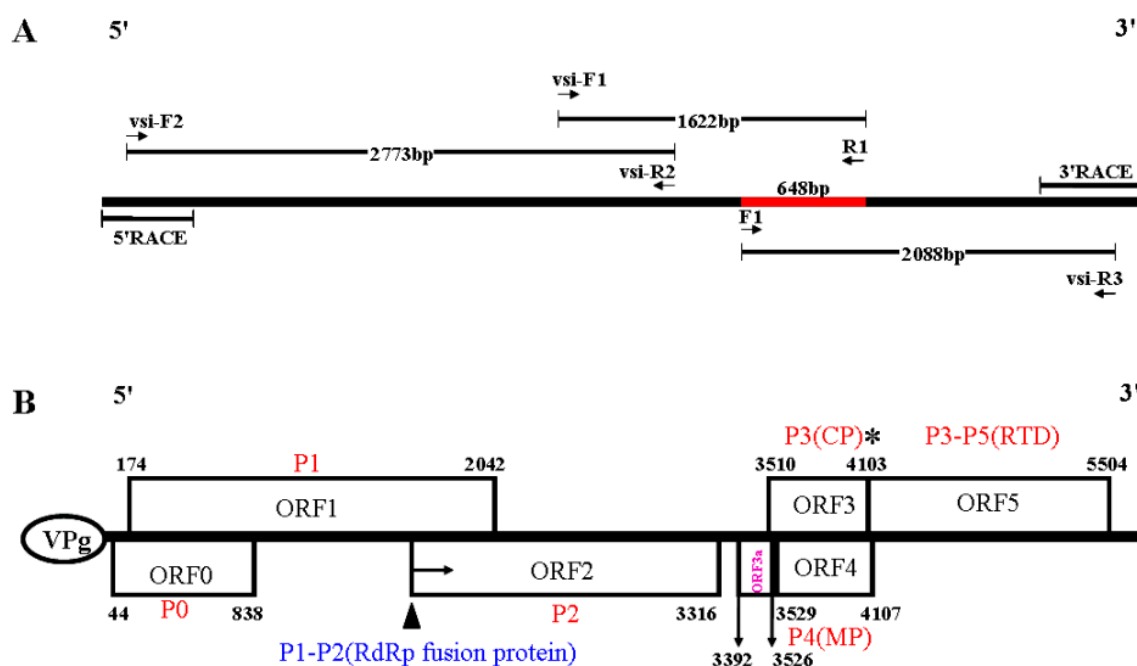 A 5' 3'
vsi-F1
vsi-F2 1622bp
2773bp R1
vsi-R2 648bp 3'RACE
5'RACE F1
2088bp
vsi-R3
B 5' 3'
P3(CP)* P3-P5(RTD)
174 P1 2042 3510 4103 5504
ORF1 ORF3 ORF5
VPg
ORF0 ORF2 ORF3a ORF4
44 P0 838 P2 3316 3529 4107
P4(MP)
P1-P2(RdRp fusion protein) 3392 3526